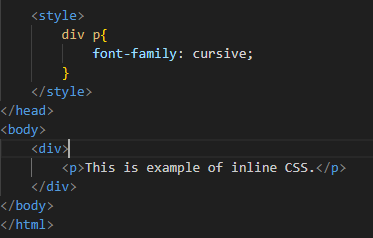 <style>
div p{
font-family: cursive;
}
</style>
</head>
<body>
<div>
<p>This is example of inline CSS.</p>
</div>
</body>
</html>